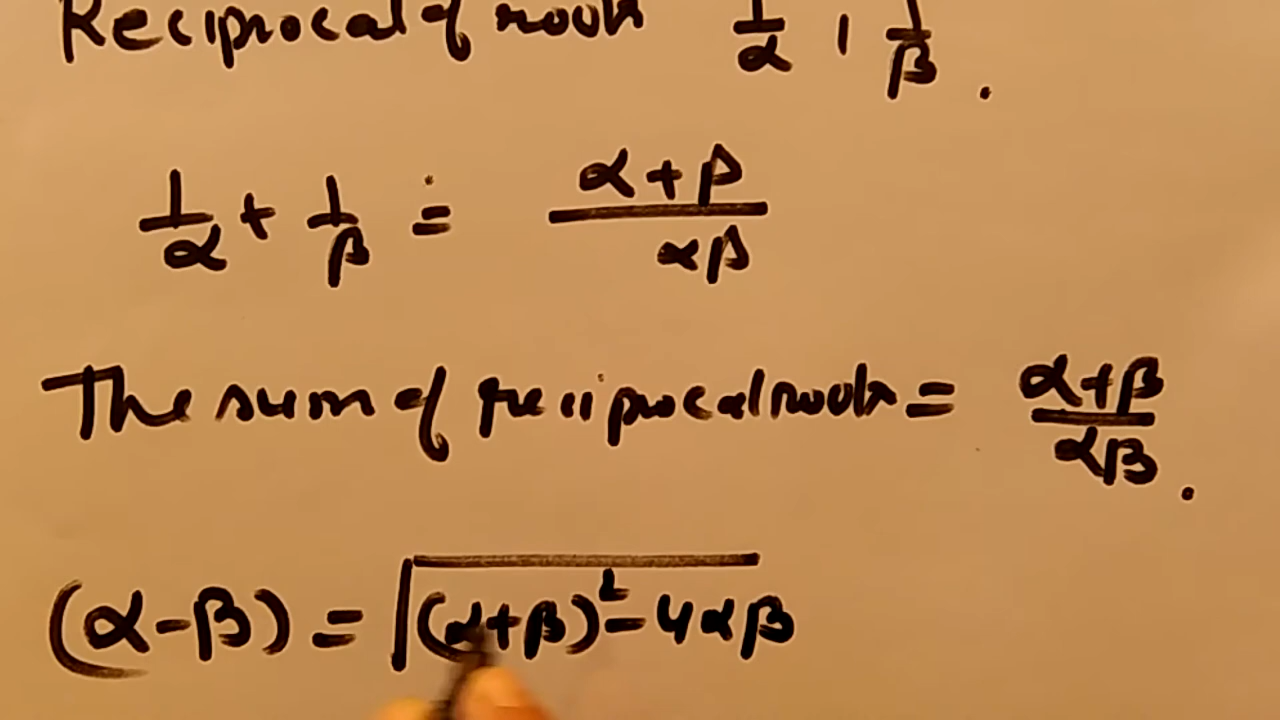 Reciprocal of roots 1/α , 1/β .
1/α + 1/β = α+β/αβ
The sum of reciprocal roots = α+β/αβ .
(α-β) = √(α+β)²-4αβ